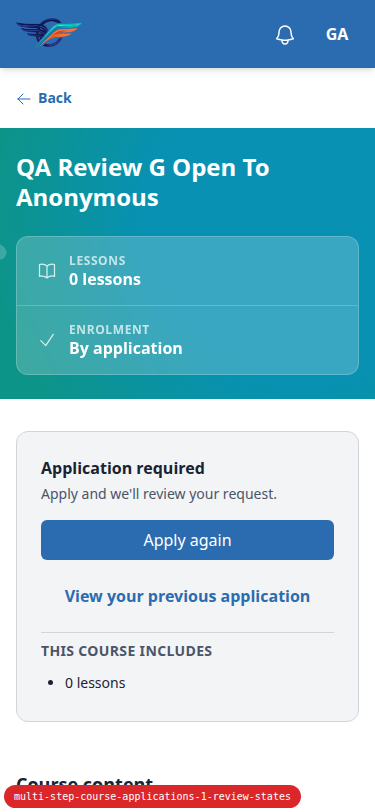 GA
Back
QA Review G Open To
Anonymous
LESSONS
0 lessons
ENROLMENT
By application
Application required
Apply and we'll review your request.
Apply again
View your previous application
THIS COURSE INCLUDES
0 lessons
Course content
multi-step-course-applications-1-review-states